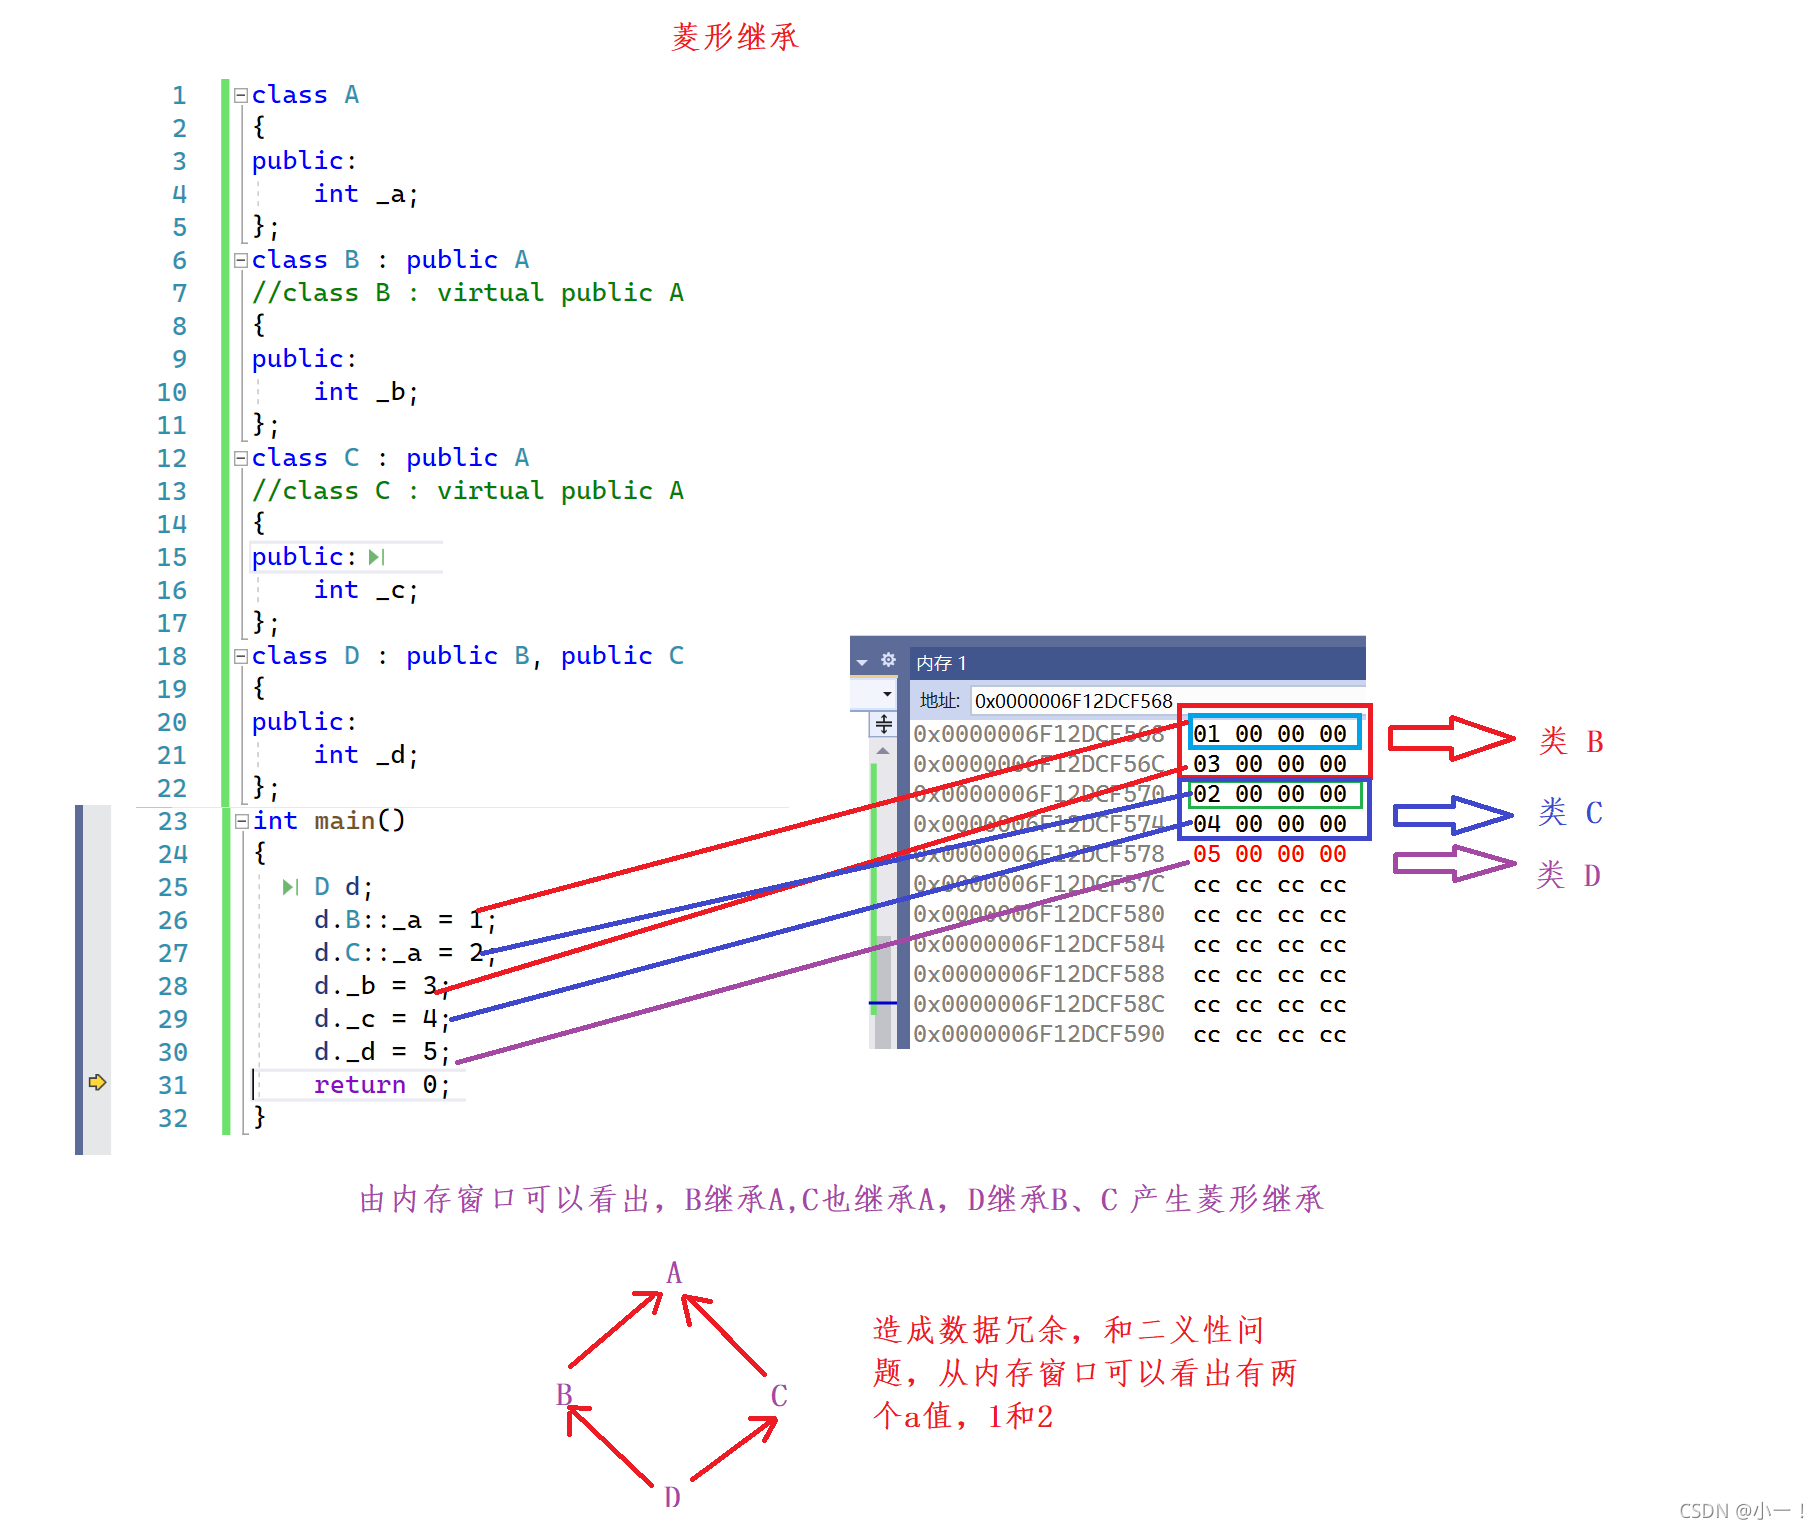 菱形继承
1 class A
2 {
3 public:
4     int _a;
5 };
6 class B : public A
7 //class B : virtual public A
8 {
9 public:
10     int _b;
11 };
12 class C : public A
13 //class C : virtual public A
14 {
15 public:
16     int _c;
17 };
18 class D : public B, public C
19 {
20 public:
21     int _d;
22 };
23 int main()
24 {
25     D d;
26     d.B::_a = 1;
27     d.C::_a = 2;
28     d._b = 3;
29     d._c = 4;
30     d._d = 5;
31     return 0;
32 }
内存 1
地址: 0x0000006F12DCF568
0x0000006F12DCF568 01 00 00 00
0x0000006F12DCF56C 03 00 00 00
0x0000006F12DCF570 02 00 00 00
0x0000006F12DCF574 04 00 00 00
0x0000006F12DCF578 05 00 00 00
0x0000006F12DCF57C cc cc cc cc
0x0000006F12DCF580 cc cc cc cc
0x0000006F12DCF584 cc cc cc cc
0x0000006F12DCF588 cc cc cc cc
0x0000006F12DCF58C cc cc cc cc
0x0000006F12DCF590 cc cc cc cc
类 B
类 C
类 D
由内存窗口可以看出，B继承A,C也继承A，D继承B、C 产生菱形继承
A
B
C
D
造成数据冗余，和二义性问
题，从内存窗口可以看出有两
个a值，1和2
CSDN @小一！